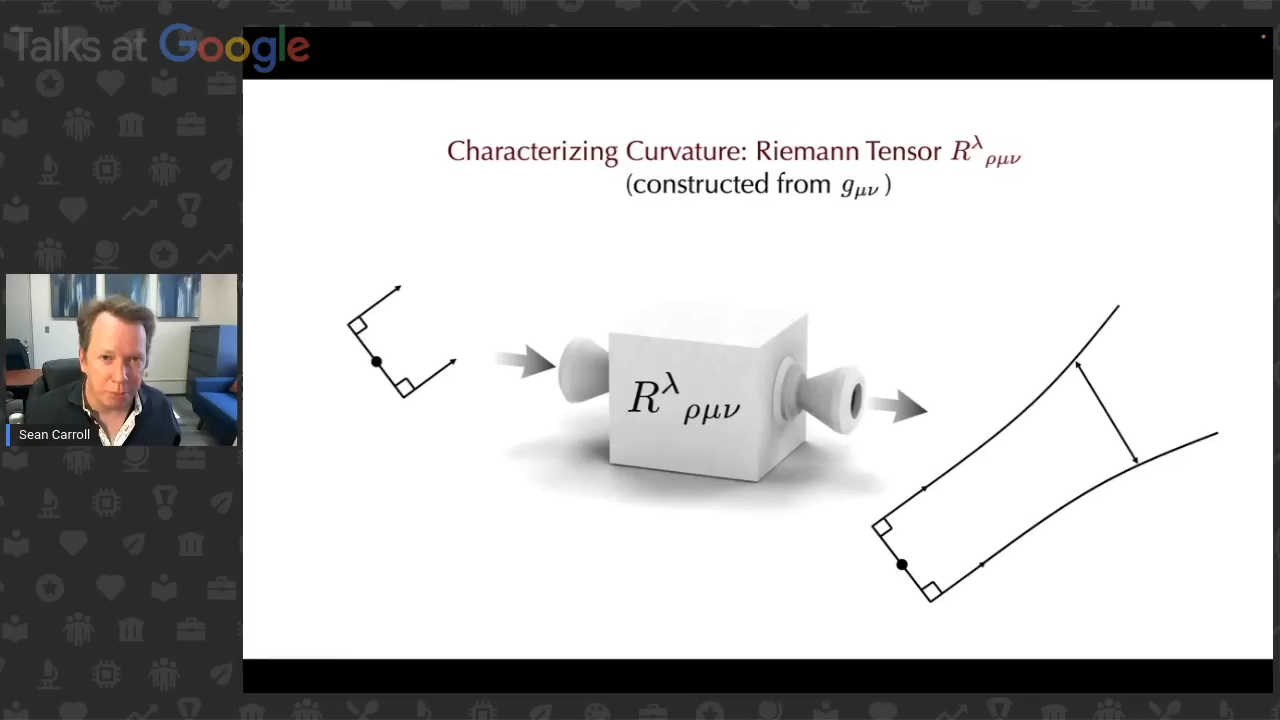 Talks at Google
Characterizing Curvature: Riemann Tensor R^λ_ρμν
(constructed from g_μν )
R^λ_ρμν
Sean Carroll